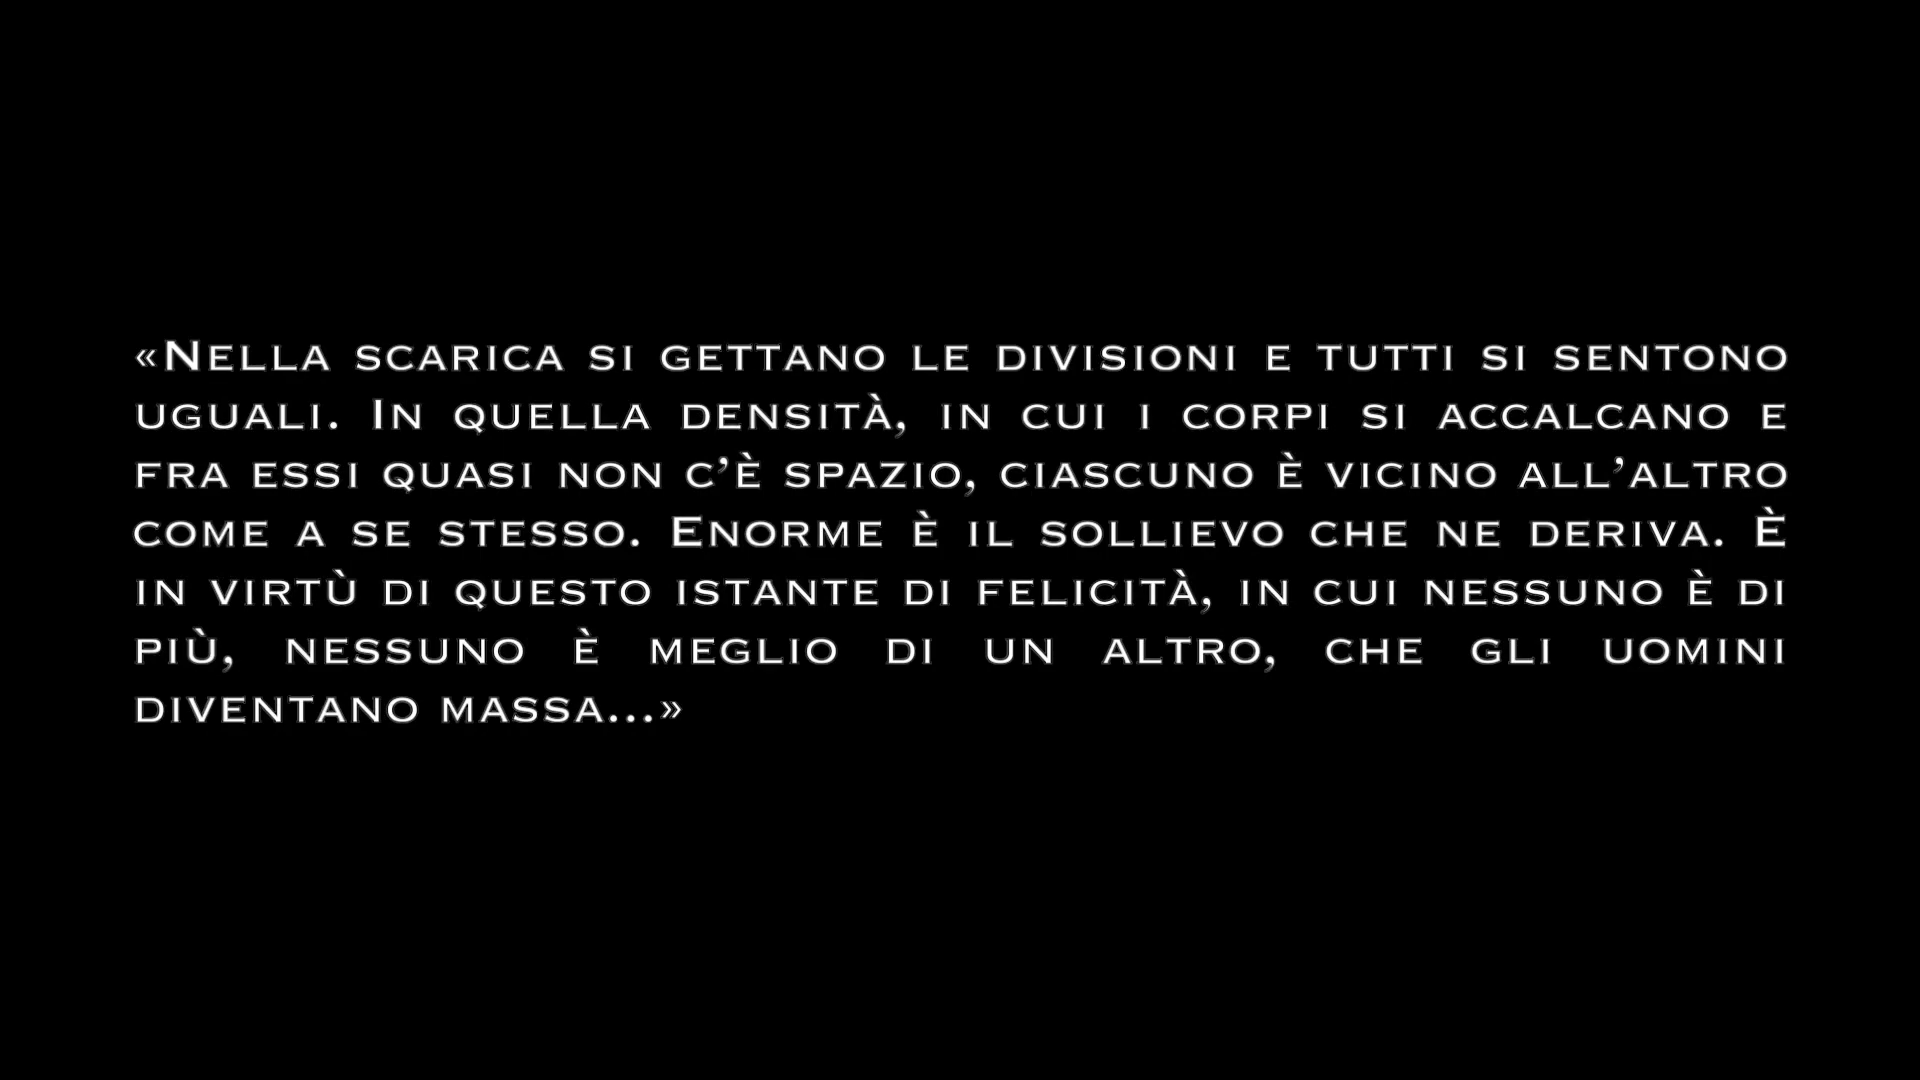 «Nella scarica si gettano le divisioni e tutti si sentono
uguali. In quella densità, in cui i corpi si accalcano e
fra essi quasi non c’è spazio, ciascuno è vicino all’altro
come a se stesso. Enorme è il sollievo che ne deriva. È
in virtù di questo istante di felicità, in cui nessuno è di
più, nessuno è meglio di un altro, che gli uomini
diventano massa...»